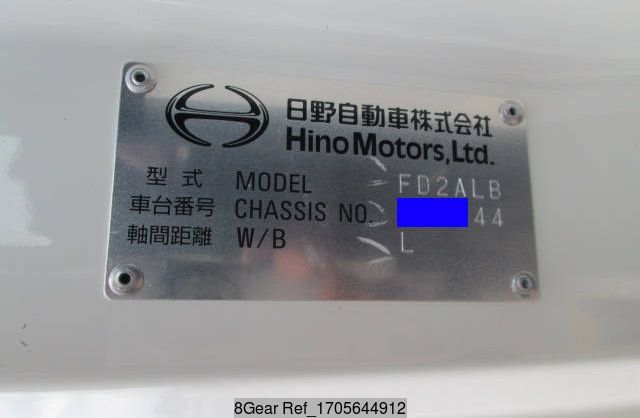 日野自動車株式会社
Hino Motors, Ltd.
型式 MODEL FD2ALB
車台番号 CHASSIS NO. 44
軸間距離 W/B L
8Gear Ref_1705644912